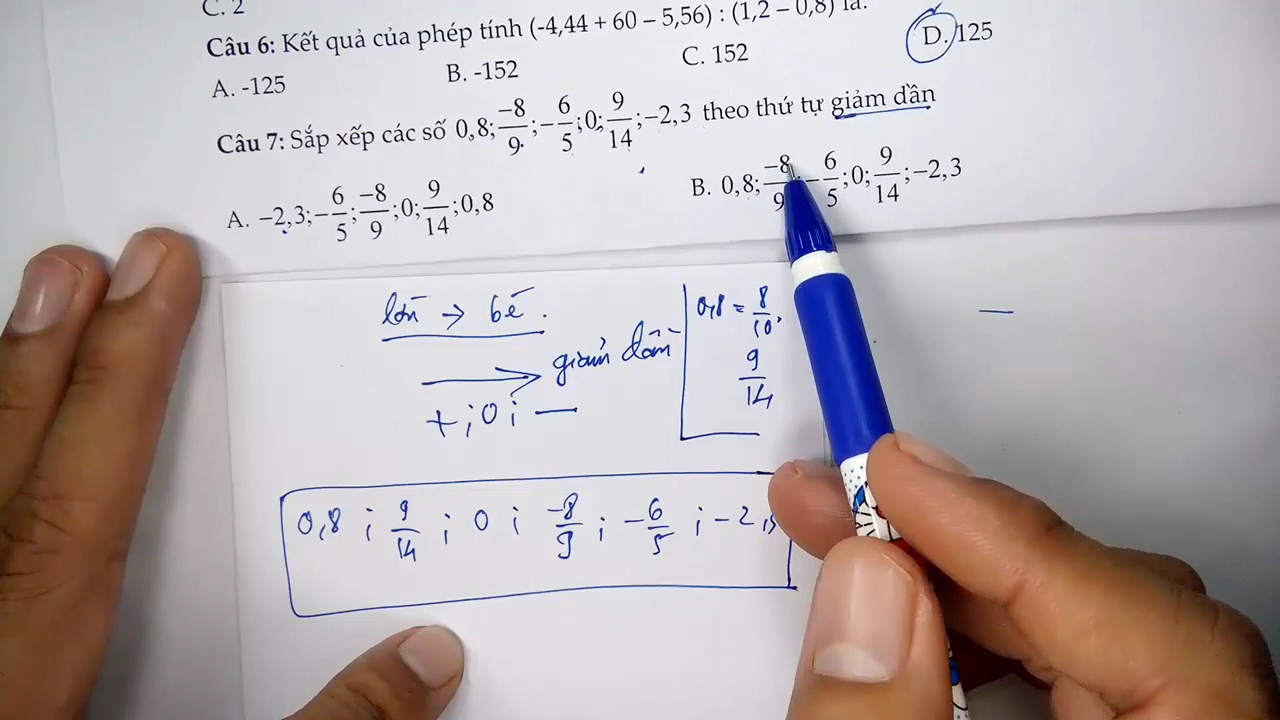 C. 2
Câu 6: Kết quả của phép tính (-4,44 + 60 – 5,56) : (1,2 – 0,8) là:
A. -125 B. -152 C. 152 D. 125
Câu 7: Sắp xếp các số 0,8; −8/9; −6/5; 0; 9/14; −2,3 theo thứ tự giảm dần
A. −2,3; −6/5; −8/9; 0; 9/14; 0,8 B. 0,8; −8/9 −6/5; 0; 9/14; −2,3
lớn → bé.
0,8 = 8/10,
→ giảm dần
9/14
+ ; 0 ; −
0,8 ; 9/14 ; 0 ; −8/9 ; −6/5 ; −2,3